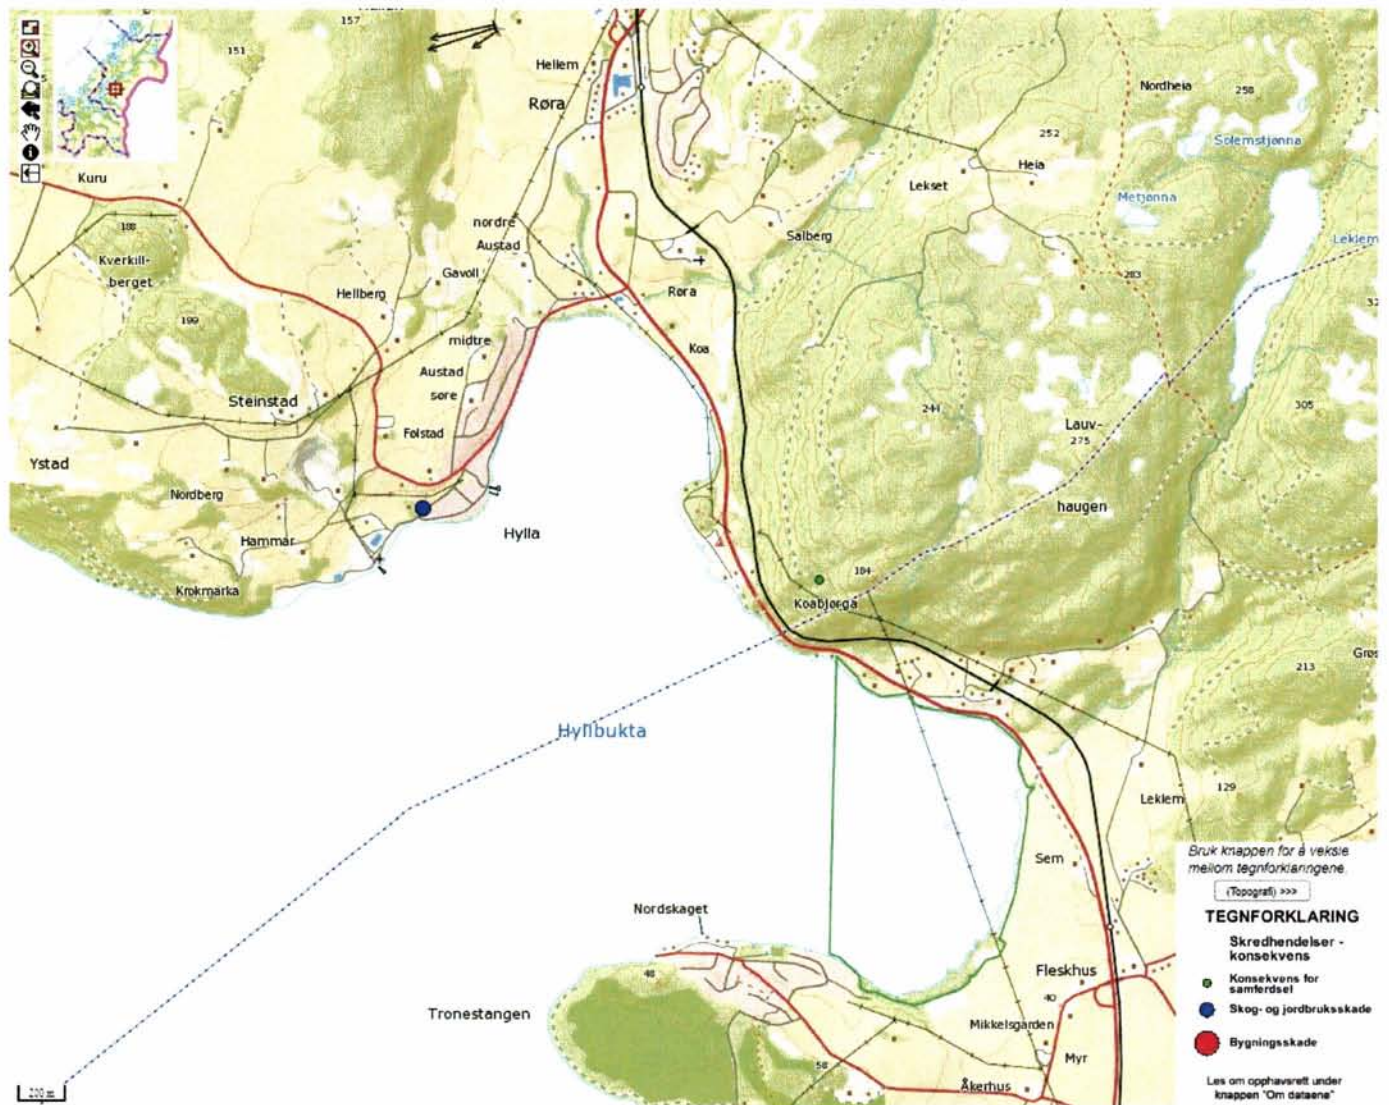 157
151
Hellem
Røra
Nordheia
258
Solemstjønna
252
Heia
Lekset
Metjønna
Kuru
188
nordre
Austad
Salberg
Kverkill-
berget
Gavoll
Hellberg
Røra
283
Leklem
199
midtre
Koa
Austad
søre
Steinstad
244
Lauv-
275
305
Følstad
Ystad
Nordberg
haugen
Hammar
Hylla
Krokmarka
184
Koabjørga
213
Hyllbukta
129
Leklem
Sem
Bruk knappen for å veksle
mellom tegnforklaringene.
(Topografi) >>>
TEGNFORKLARING
Skredhendelser -
konsekvens
Konsekvens for
samferdsel
Skog- og jordbruksskade
Bygningsskade
Les om opphavsrett under
knappen "Om dataene"
Nordskaget
48
Fleskhus
40
Tronestangen
Mikkelsgarden
Myr
58
Åkerhus
200 m